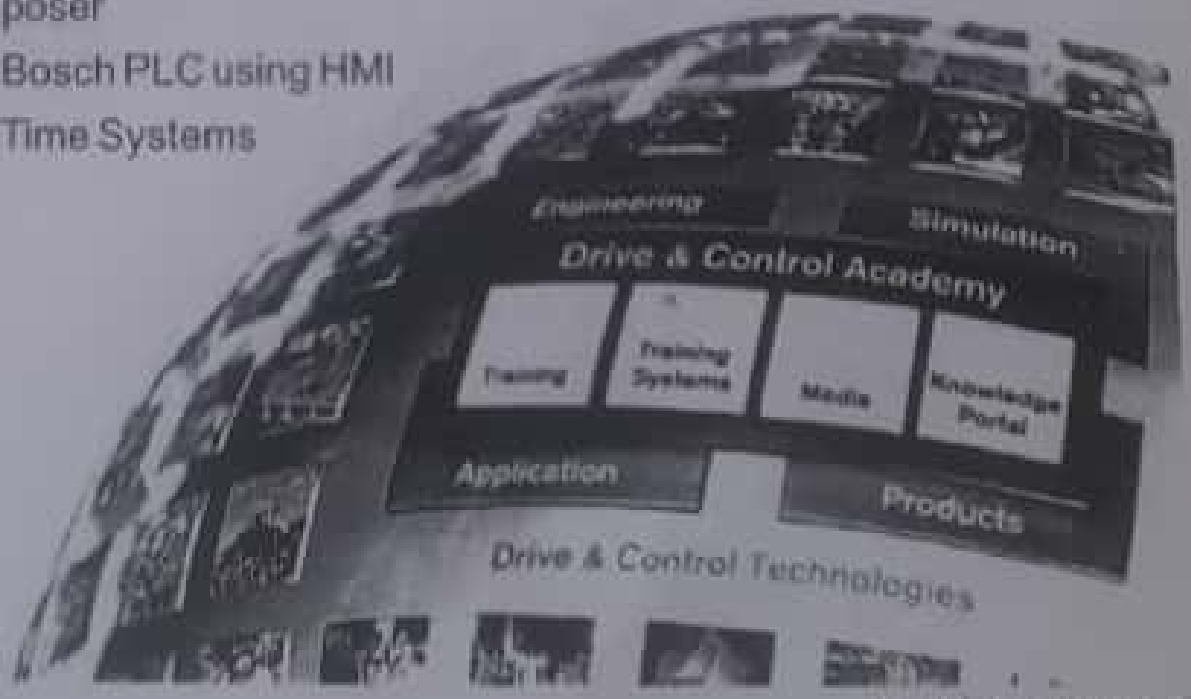 poser
Bosch PLC using HMI
Time Systems
Engineering
Simulation
Drive & Control Academy
Training
Training
Systems
Media
Knowledge
Portal
Application
Products
Drive & Control Technologies